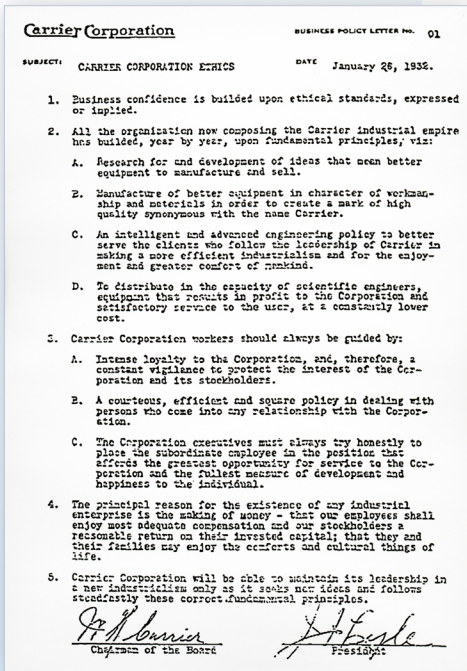 Carrier Corporation
BUSINESS POLICY LETTER NO. 01
SUBJECT: CARRIER CORPORATION ETHICS DATE January 26, 1932.
1. Business confidence is builded upon ethical standards, expressed
or implied.
2. All the organization now composing the Carrier industrial empire
has builded, year by year, upon fundamental principles, viz:
A. Research for and development of ideas that mean better
equipment to manufacture and sell.
B. Manufacture of better equipment in character of workman-
ship and materials in order to create a mark of high
quality synonymous with the name Carrier.
C. An intelligent and advanced engineering policy to better
serve the clients who follow the leadership of Carrier in
making a more efficient industrialism and for the enjoy-
ment and greater comfort of mankind.
D. To distribute in the capacity of scientific engineers,
equipment that results in profit to the Corporation and
satisfactory service to the user, at a constantly lower
cost.
3. Carrier Corporation workers should always be guided by:
A. Intense loyalty to the Corporation, and, therefore, a
constant vigilance to protect the interest of the Cor-
poration and its stockholders.
B. A courteous, efficient and square policy in dealing with
persons who come into any relationship with the Corpor-
ation.
C. The Corporation executives must always try honestly to
place the subordinate employee in the position that
affords the greatest opportunity for service to the Cor-
poration and the fullest measure of development and
happiness to the individual.
4. The principal reason for the existence of any industrial
enterprise is the making of money - that our employees shall
enjoy most adequate compensation and our stockholders a
reasonable return on their invested capital; that they and
their families may enjoy the comforts and cultural things of
life.
5. Carrier Corporation will be able to maintain its leadership in
a new industrialism only as it seeks new ideas and follows
steadfastly these correct fundamental principles.
W H Carrier
Chairman of the Board President